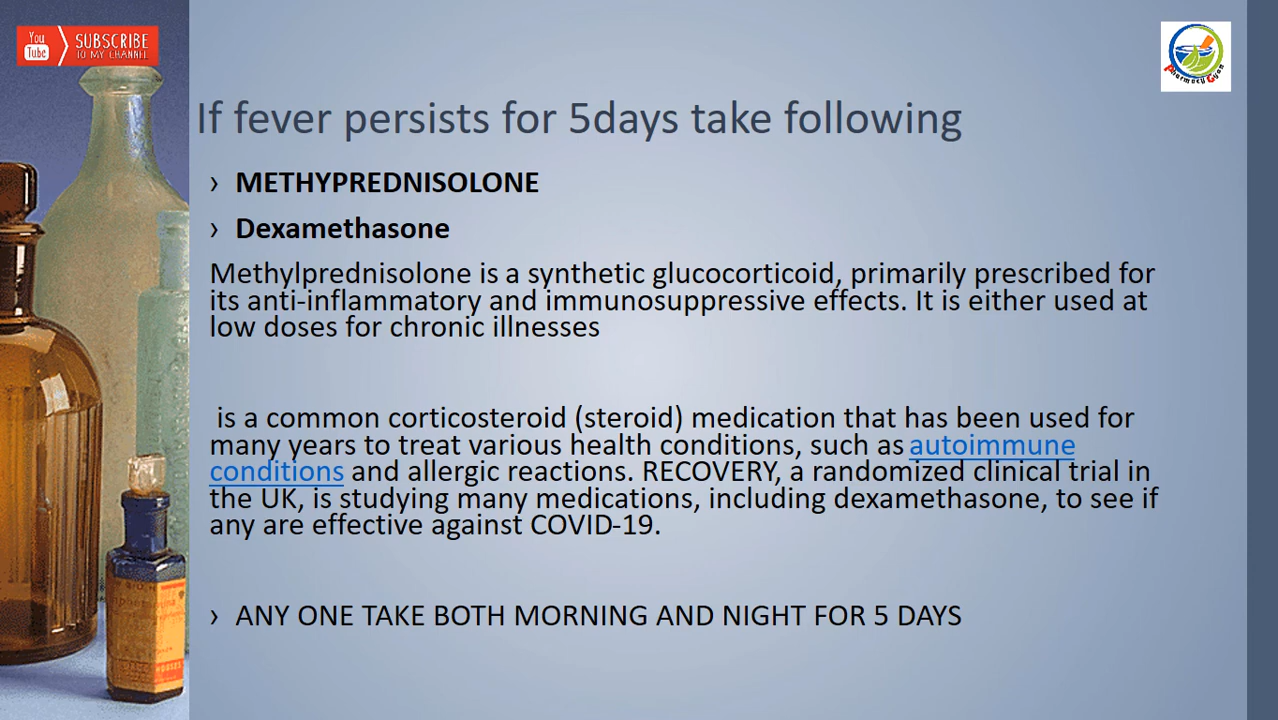 You
Tube
SUBSCRIBE
TO MY CHANNEL
Pharmacy Gyan
If fever persists for 5days take following
› METHYPREDNISOLONE
› Dexamethasone
Methylprednisolone is a synthetic glucocorticoid, primarily prescribed for
its anti-inflammatory and immunosuppressive effects. It is either used at
low doses for chronic illnesses
is a common corticosteroid (steroid) medication that has been used for
many years to treat various health conditions, such as autoimmune
conditions and allergic reactions. RECOVERY, a randomized clinical trial in
the UK, is studying many medications, including dexamethasone, to see if
any are effective against COVID-19.
› ANY ONE TAKE BOTH MORNING AND NIGHT FOR 5 DAYS